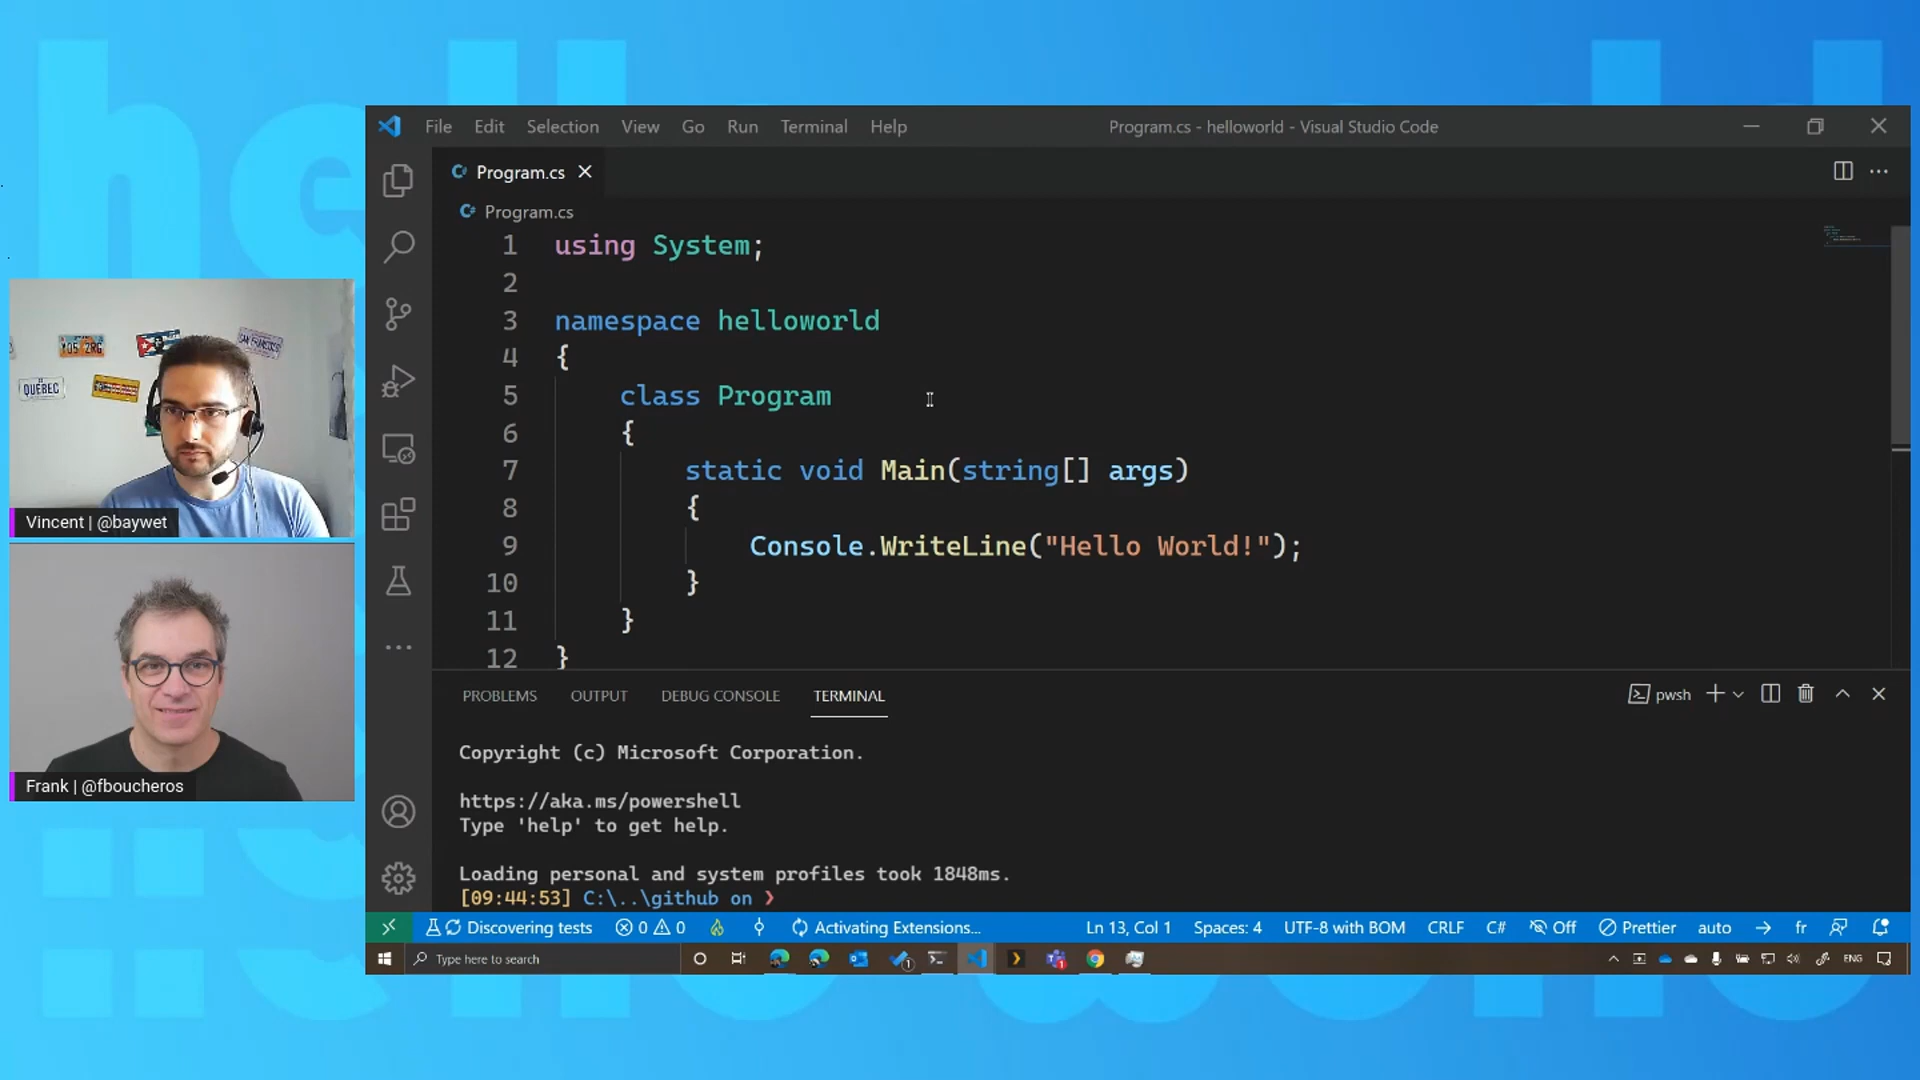 File Edit Selection View Go Run Terminal Help Program.cs - helloworld - Visual Studio Code
Program.cs
Program.cs
1 using System;
2
3 namespace helloworld
4 {
5 class Program
6 {
7 static void Main(string[] args)
8 {
9 Console.WriteLine("Hello World!");
10 }
11 }
12 }
PROBLEMS OUTPUT DEBUG CONSOLE TERMINAL pwsh
Copyright (c) Microsoft Corporation.
https://aka.ms/powershell
Type 'help' to get help.
Loading personal and system profiles took 1848ms.
[09:44:53] C:\..\github on ❯
Discovering tests 0 0 Activating Extensions... Ln 13, Col 1 Spaces: 4 UTF-8 with BOM CRLF C# Off Prettier auto fr
Type here to search ENG
QUÉBEC
SAN FRANCISCO
Vincent | @baywet
Frank | @fboucheros
hello world